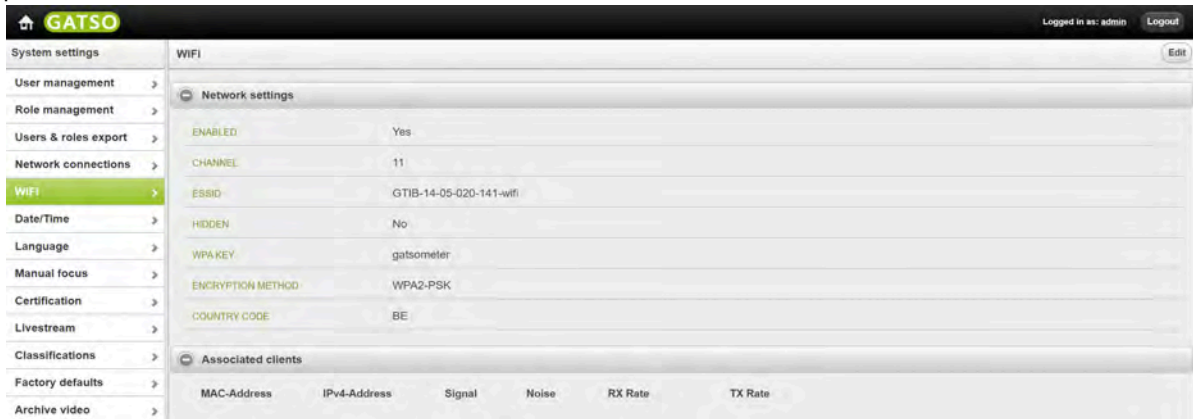 GATSO
Logged in as: admin Logout
System settings
WiFi
Edit
User management
Role management
Users & roles export
Network connections
WiFi
Date/Time
Language
Manual focus
Certification
Livestream
Classifications
Factory defaults
Archive video
Network settings
ENABLED Yes
CHANNEL 11
ESSID GTIB-14-05-020-141-wifi
HIDDEN No
WPA KEY gatsometer
ENCRYPTION METHOD WPA2-PSK
COUNTRY CODE BE
Associated clients
MAC-Address IPv4-Address Signal Noise RX Rate TX Rate